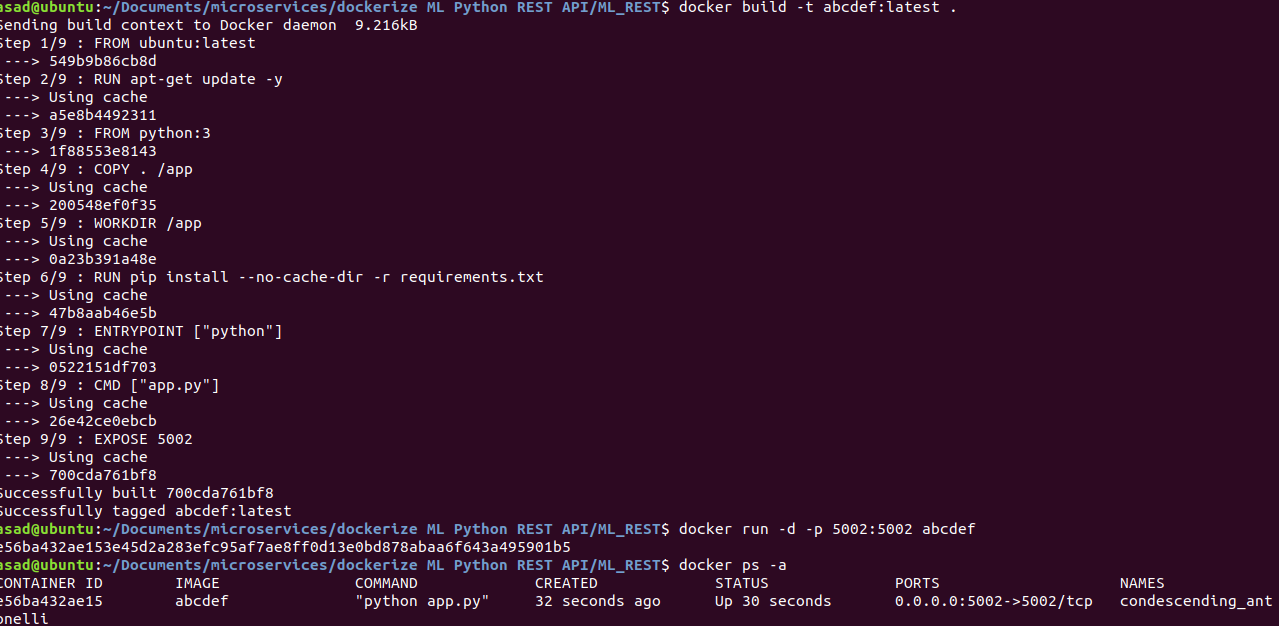 asad@ubuntu:~/Documents/microservices/dockerize ML Python REST API/ML_REST$ docker build -t abcdef:latest .
Sending build context to Docker daemon  9.216kB
Step 1/9 : FROM ubuntu:latest
---> 549b9b86cb8d
Step 2/9 : RUN apt-get update -y
---> Using cache
---> a5e8b4492311
Step 3/9 : FROM python:3
---> 1f88553e8143
Step 4/9 : COPY . /app
---> Using cache
---> 200548ef0f35
Step 5/9 : WORKDIR /app
---> Using cache
---> 0a23b391a48e
Step 6/9 : RUN pip install --no-cache-dir -r requirements.txt
---> Using cache
---> 47b8aab46e5b
Step 7/9 : ENTRYPOINT ["python"]
---> Using cache
---> 0522151df703
Step 8/9 : CMD ["app.py"]
---> Using cache
---> 26e42ce0ebcb
Step 9/9 : EXPOSE 5002
---> Using cache
---> 700cda761bf8
Successfully built 700cda761bf8
Successfully tagged abcdef:latest
asad@ubuntu:~/Documents/microservices/dockerize ML Python REST API/ML_REST$ docker run -d -p 5002:5002 abcdef
e56ba432ae153e45d2a283efc95af7ae8ff0d13e0bd878abaa6f643a495901b5
asad@ubuntu:~/Documents/microservices/dockerize ML Python REST API/ML_REST$ docker ps -a
CONTAINER ID        IMAGE               COMMAND             CREATED             STATUS              PORTS                    NAMES
e56ba432ae15        abcdef              "python app.py"     32 seconds ago      Up 30 seconds       0.0.0.0:5002->5002/tcp   condescending_ant
onelli